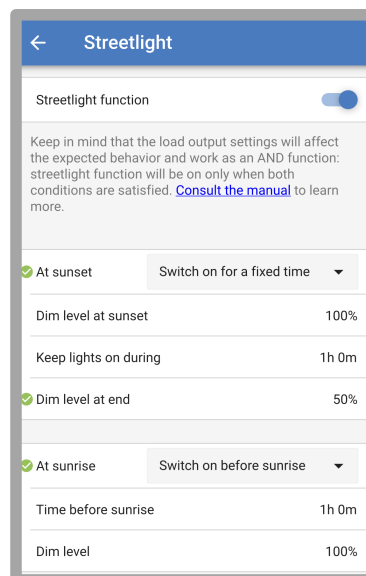 Streetlight
Streetlight function
Keep in mind that the load output settings will affect
the expected behavior and work as an AND function:
streetlight function will be on only when both
conditions are satisfied. Consult the manual to learn
more.
At sunset Switch on for a fixed time
Dim level at sunset 100%
Keep lights on during 1h 0m
Dim level at end 50%
At sunrise Switch on before sunrise
Time before sunrise 1h 0m
Dim level 100%